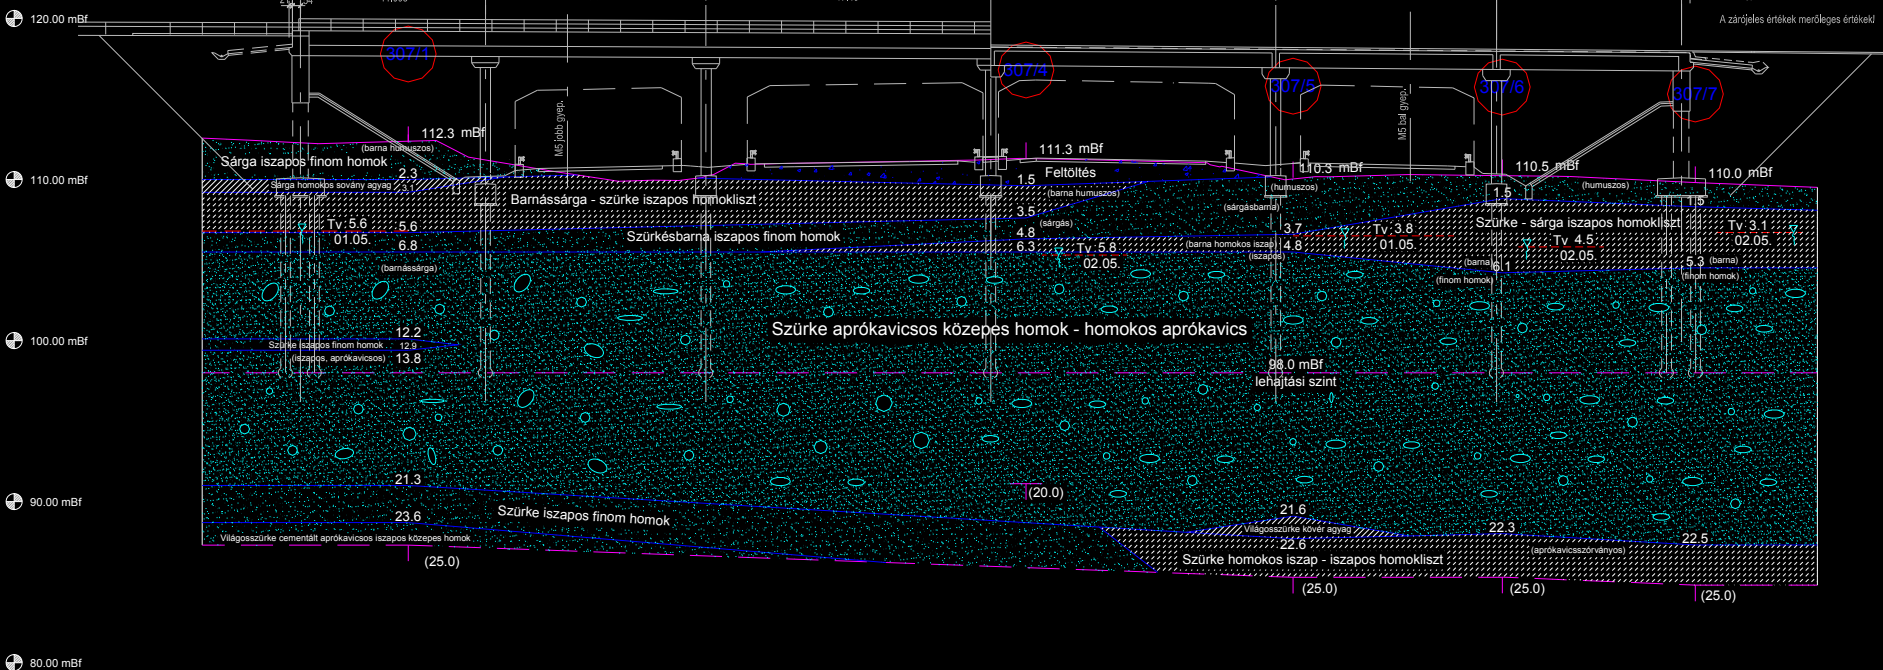 120.00 mBf
A zárójeles értékek merőleges értékek!
307/1
307/4
307/5
307/6
307/7
M5 jobb gyep.
M5 bal gyep.
112.3 mBf
(barna humuszos)
Sárga iszapos finom homok
2.3
110.00 mBf
Sárga homokos sovány agyag
3.1
111.3 mBf
Feltöltés
1.5
(barna humuszos)
110.3 mBf
(humuszos)
110.5 mBf
(humuszos)
110.0 mBf
1.5
1.5
Barnássárga - szürke iszapos homokliszt
3.5
(sárgás)
(sárgásbarna)
Szürke - sárga iszapos homokliszt
Tv 5.6
01.05.
5.6
Szürkésbarna iszapos finom homok
4.8
3.7
Tv 3.8
01.05.
Tv 3.1
02.05.
6.8
6.3
Tv 5.8
02.05.
(barna homokos iszap)
4.8
(iszapos)
Tv 4.5
02.05.
(barnássárga)
(barna)
6.1
(finom homok)
5.3
(barna)
(finom homok)
12.2
Szürke aprókavicsos közepes homok - homokos aprókavics
100.00 mBf
Szürke iszapos finom homok
12.9
(iszapos, aprókavicsos)
13.8
98.0 mBf
lehajtási szint
21.3
(20.0)
90.00 mBf
Szürke iszapos finom homok
21.6
23.6
Világosszürke kövér agyag
22.3
22.5
Világosszürke cementált aprókavicsos iszapos közepes homok
22.6
(aprókavicsszórványos)
Szürke homokos iszap - iszapos homokliszt
(25.0)
(25.0)
(25.0)
(25.0)
80.00 mBf